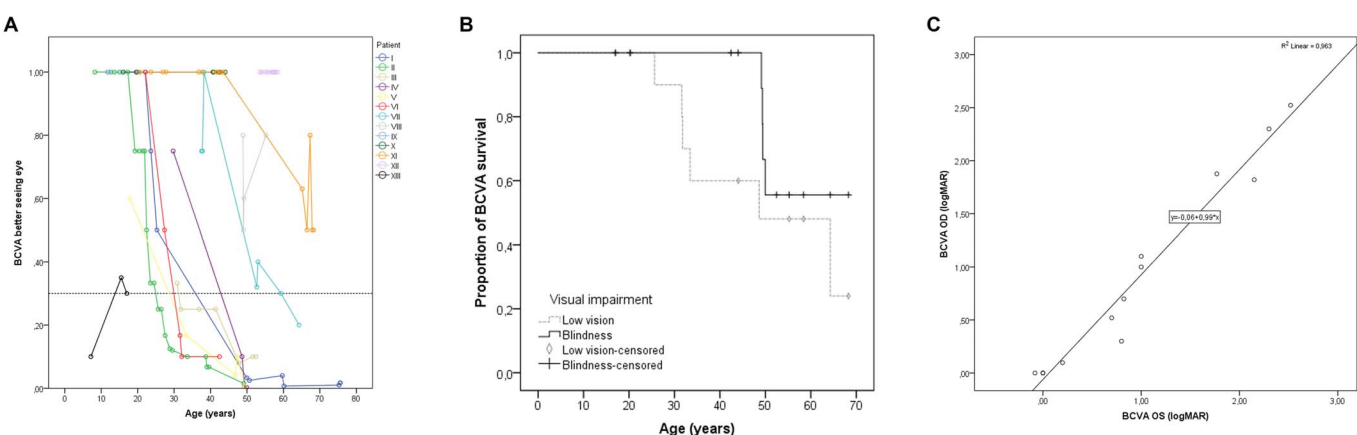 A
BCVA better seeing eye
1,00
,80
,60
,40
,20
,00
0 10 20 30 40 50 60 70 80
Age (years)
Patient
I
II
III
IV
V
VI
VII
VIII
IX
X
XI
XII
XIII
B
Proportion of BCVA survival
1,0
0,8
0,6
0,4
0,2
0,0
Visual impairment
Low vision
Blindness
Low vision-censored
Blindness-censored
0 10 20 30 40 50 60 70
Age (years)
C
BCVA OD (logMAR)
R2 Linear = 0,963
3,00
2,50
2,00
1,50
1,00
,50
,00
y=-0,06+0,99*x
,00 1,00 2,00 3,00
BCVA OS (logMAR)